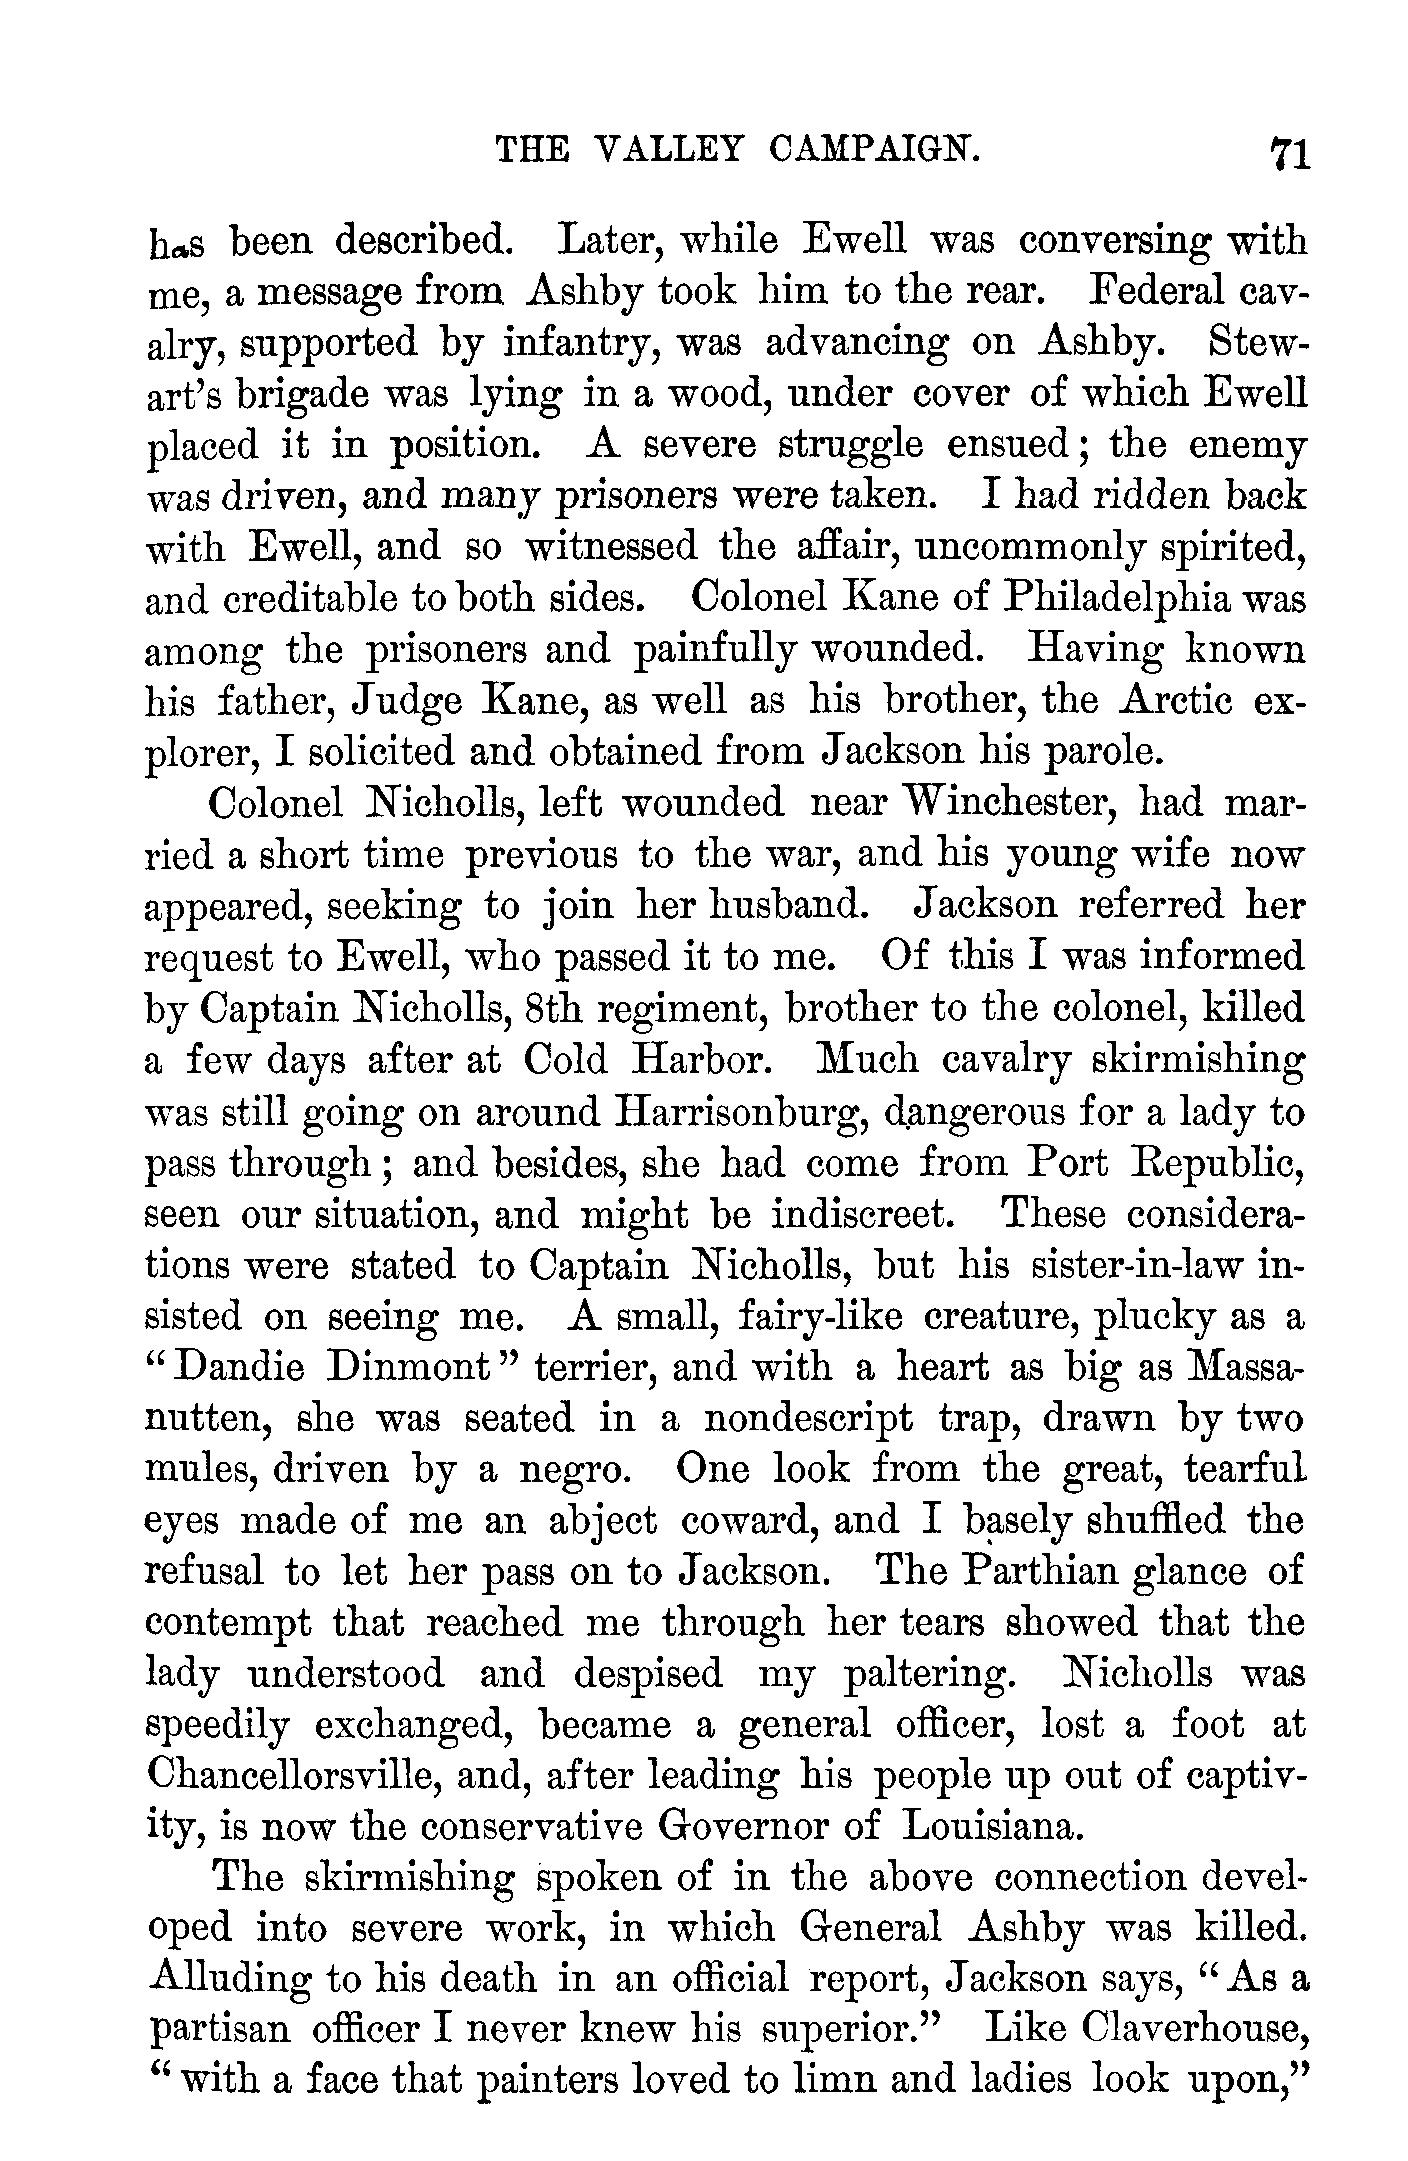 THE VALLEY CAMPAIGN. 71
has been described. Later, while Ewell was conversing with
me, a message from Ashby took him to the rear. Federal cav-
alry, supported by infantry, was advancing on Ashby. Stew-
art's brigade was lying in a wood, under cover of which Ewell
placed it in position. A severe struggle ensued; the enemy
was driven, and many prisoners were taken. I had ridden back
with Ewell, and so witnessed the affair, uncommonly spirited,
and creditable to both sides. Colonel Kane of Philadelphia was
among the prisoners and painfully wounded. Having known
his father, Judge Kane, as well as his brother, the Arctic ex-
plorer, I solicited and obtained from Jackson his parole.
Colonel Nicholls, left wounded near Winchester, had mar-
ried a short time previous to the war, and his young wife now
appeared, seeking to join her husband. Jackson referred her
request to Ewell, who passed it to me. Of this I was informed
by Captain Nicholls, 8th regiment, brother to the colonel, killed
a few days after at Cold Harbor. Much cavalry skirmishing
was still going on around Harrisonburg, dangerous for a lady to
pass through; and besides, she had come from Port Republic,
seen our situation, and might be indiscreet. These considera-
tions were stated to Captain Nicholls, but his sister-in-law in-
sisted on seeing me. A small, fairy-like creature, plucky as a
"Dandie Dinmont" terrier, and with a heart as big as Massa-
nutten, she was seated in a nondescript trap, drawn by two
mules, driven by a negro. One look from the great, tearful
eyes made of me an abject coward, and I basely shuffled the
refusal to let her pass on to Jackson. The Parthian glance of
contempt that reached me through her tears showed that the
lady understood and despised my paltering. Nicholls was
speedily exchanged, became a general officer, lost a foot at
Chancellorsville, and, after leading his people up out of captiv-
ity, is now the conservative Governor of Louisiana.
The skirmishing spoken of in the above connection devel-
oped into severe work, in which General Ashby was killed.
Alluding to his death in an official report, Jackson says, "As a
partisan officer I never knew his superior." Like Claverhouse,
"with a face that painters loved to limn and ladies look upon,"